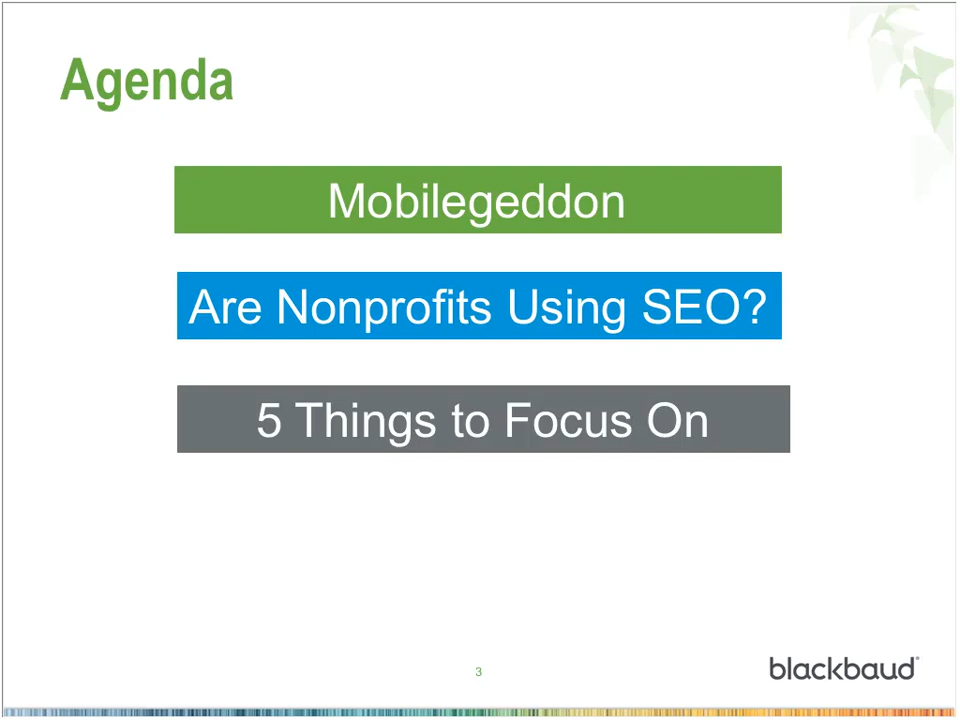 Agenda
Mobilegeddon
Are Nonprofits Using SEO?
5 Things to Focus On
3
blackbaud